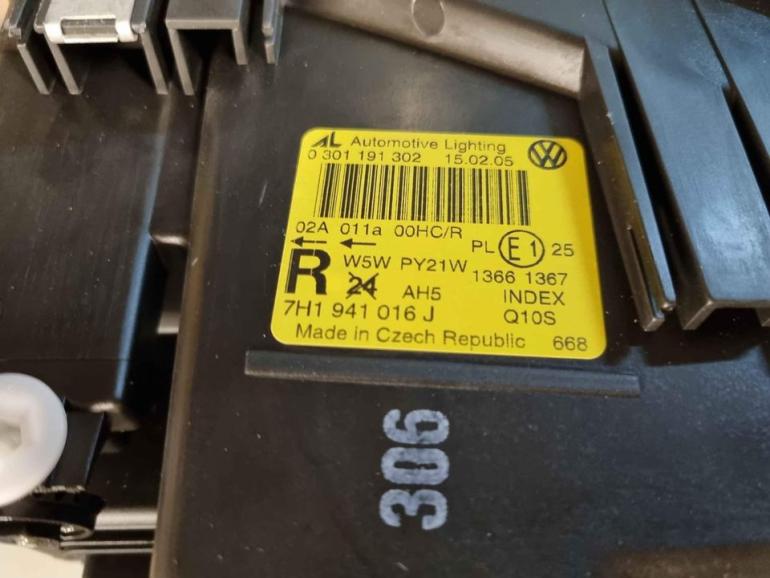 AL Automotive Lighting
0 301 191 302 15.02.05
02A 011a 00HC/R
PL E1 25
R W5W PY21W 1366 1367
24 AH5 INDEX
7H1 941 016 J Q10S
Made in Czech Republic 668
306